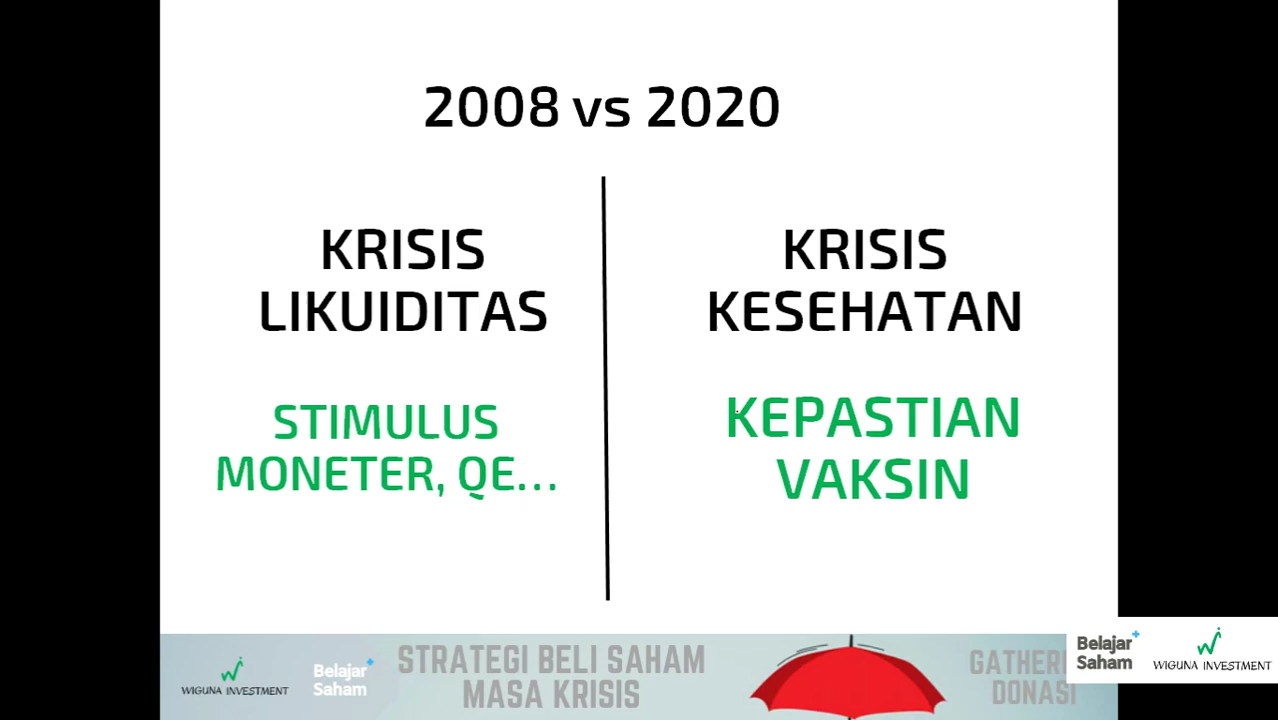 2008 vs 2020
KRISIS
LIKUIDITAS
STIMULUS
MONETER, QE...
KRISIS
KESEHATAN
KEPASTIAN
VAKSIN
WIGUNA INVESTMENT
Belajar+
Saham
STRATEGI BELI SAHAM
MASA KRISIS
DONASI
Belajar+
Saham
WIGUNA INVESTMENT